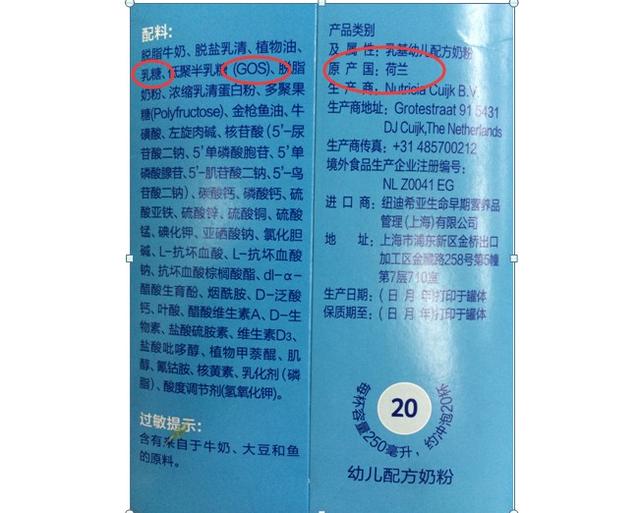 配料:
脱脂牛奶、脱盐乳清、植物油、
乳糖、低聚半乳糖 (GOS)、脱脂
奶粉、浓缩乳清蛋白粉、多聚果
糖(Polyfructose)、金枪鱼油、牛
磺酸、左旋肉碱、核苷酸 (5'-尿
苷酸二钠、5'单磷酸胞苷、5'单
磷酸腺苷、5'-肌苷酸二钠、5'-鸟
苷酸二钠)、碳酸钙、磷酸钙、硫
酸亚铁、硫酸锌、硫酸铜、硫酸
锰、碘化钾、亚硒酸钠、氯化胆
碱、L-抗坏血酸、L-抗坏血酸
钠、抗坏血酸棕榈酸酯、dl-α-
醋酸生育酚、烟酰胺、D-泛酸
钙、叶酸、醋酸维生素A、D-生
物素、盐酸硫胺素、维生素D3、
盐酸吡哆醇、植物甲萘醌、肌
醇、氰钴胺、核黄素、乳化剂 (磷
脂)、酸度调节剂(氢氧化钾)。
过敏提示:
含有来自于牛奶、大豆和鱼
的原料。
产品类别
及 属 性: 乳基幼儿配方奶粉
原 产 国: 荷兰
生 产 商: Nutricia Cuijk B.V.
生产商地址: Grotestraat 91 5431
DJ Cuijk,The Netherlands
生产商传真: +31 485700212
境外食品生产企业注册编号:
NL Z0041 EG
进 口 商: 纽迪希亚生命早期营养品
管理 (上海)有限公司
地 址: 上海市浦东新区金桥出口
加工区金藏路258号第5幢
第7层710室
生产日期: ( 日 月 年)打印于罐体
保质期至: ( 日 月 年)打印于罐体
20
每杯容量250毫升, 约冲泡20杯
幼儿配方奶粉